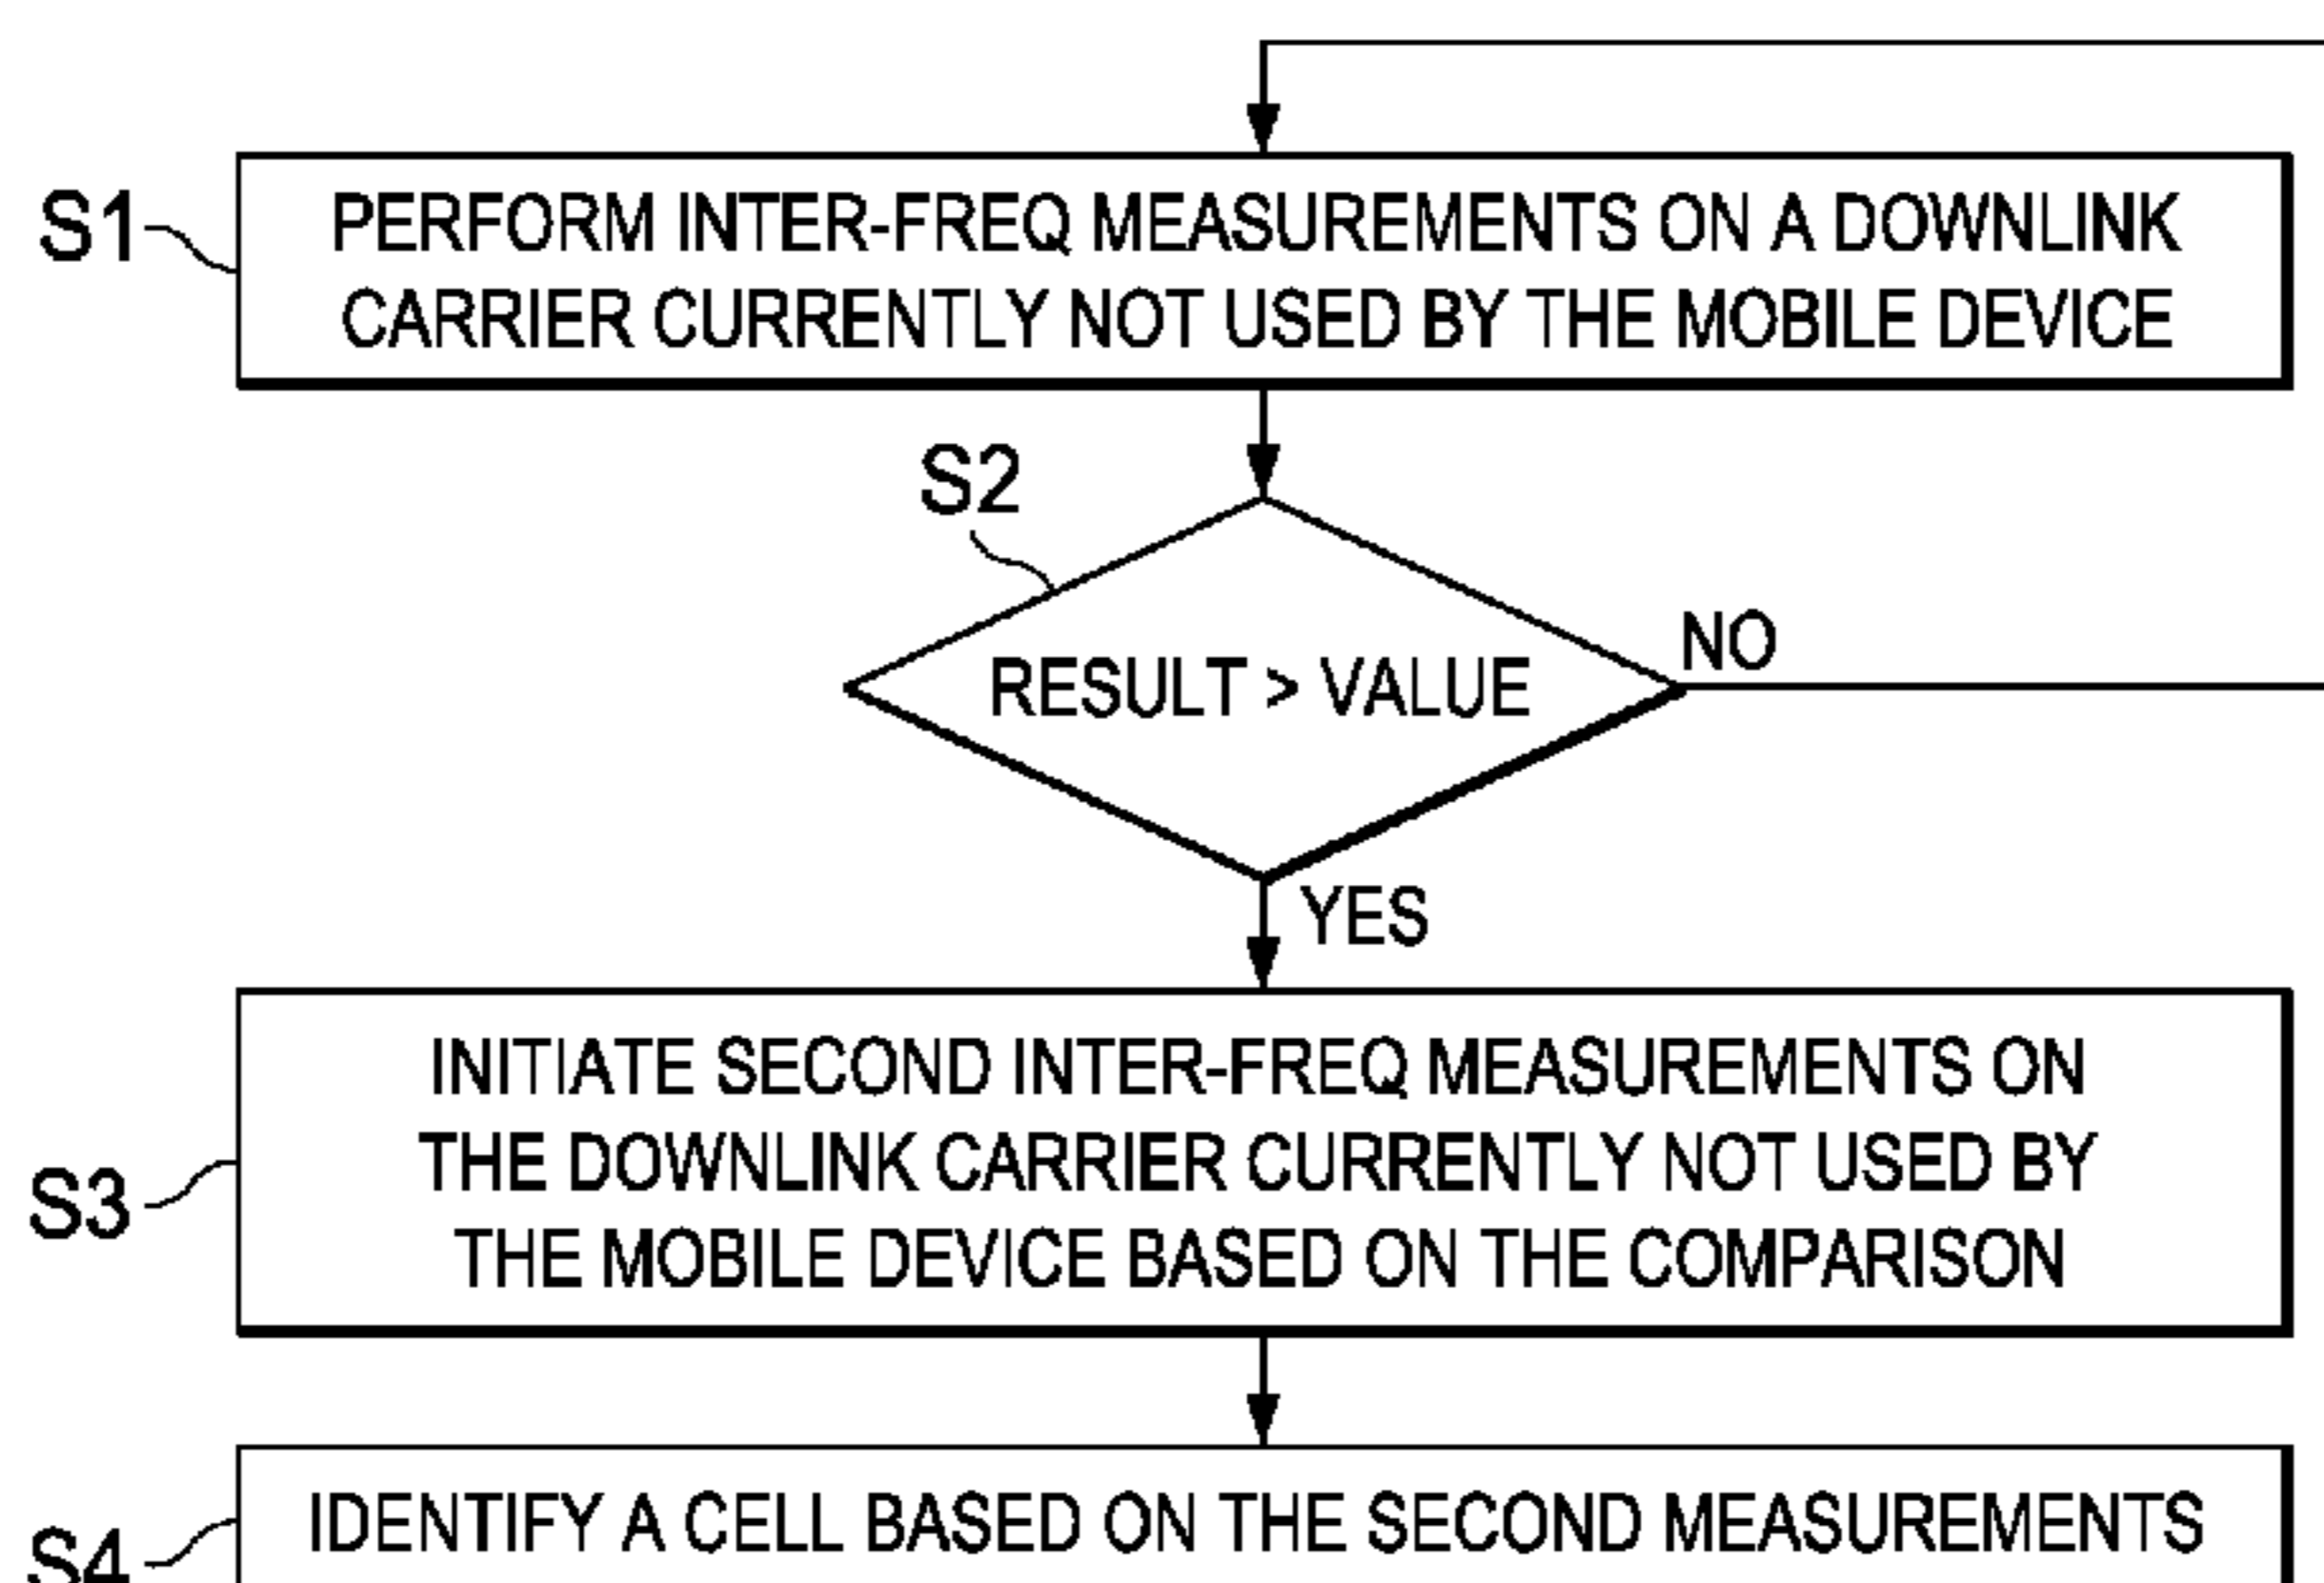 S1
PERFORM INTER-FREQ MEASUREMENTS ON A DOWNLINK
CARRIER CURRENTLY NOT USED BY THE MOBILE DEVICE
S2
RESULT > VALUE
NO
YES
S3
INITIATE SECOND INTER-FREQ MEASUREMENTS ON
THE DOWNLINK CARRIER CURRENTLY NOT USED BY
THE MOBILE DEVICE BASED ON THE COMPARISON
S4
IDENTIFY A CELL BASED ON THE SECOND MEASUREMENTS